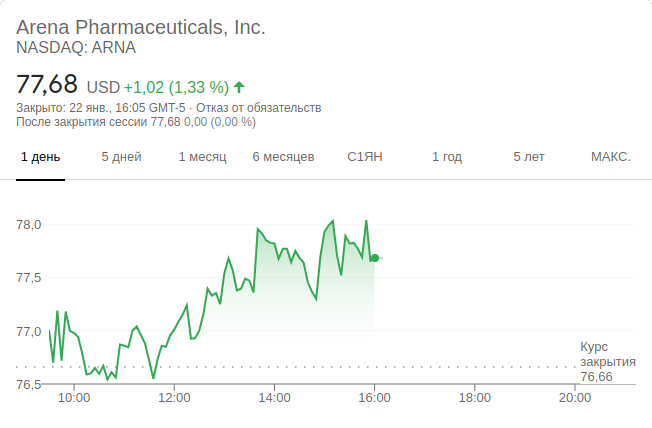 Arena Pharmaceuticals, Inc.
NASDAQ: ARNA
77,68 USD +1,02 (1,33 %)
Закрыто: 22 янв., 16:05 GMT-5 · Отказ от обязательств
После закрытия сессии 77,68 0,00 (0,00 %)
1 день 5 дней 1 месяц 6 месяцев С1ЯН 1 год 5 лет МАКС.
78,0
77,5
77,0
Курс
закрытия
76,66
76,5
10:00 12:00 14:00 16:00 18:00 20:00